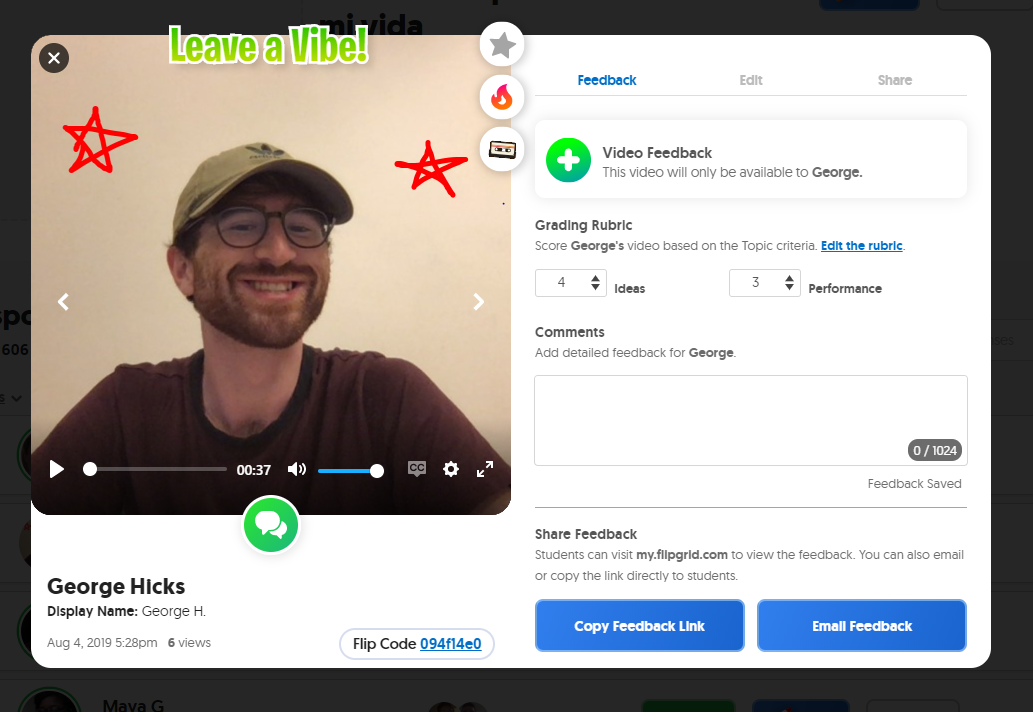 mi vida
Leave a Vibe!
Feedback
Edit
Share
Video Feedback
This video will only be available to George.
Grading Rubric
Score George's video based on the Topic criteria. Edit the rubric.
4 Ideas
3 Performance
Comments
Add detailed feedback for George.
606
0 / 1024
00:37
CC
Feedback Saved
Share Feedback
Students can visit my.flipgrid.com to view the feedback. You can also email
or copy the link directly to students.
George Hicks
Display Name: George H.
Aug 4, 2019 5:28pm 6 views
Flip Code 094f14e0
Copy Feedback Link
Email Feedback
Maya G